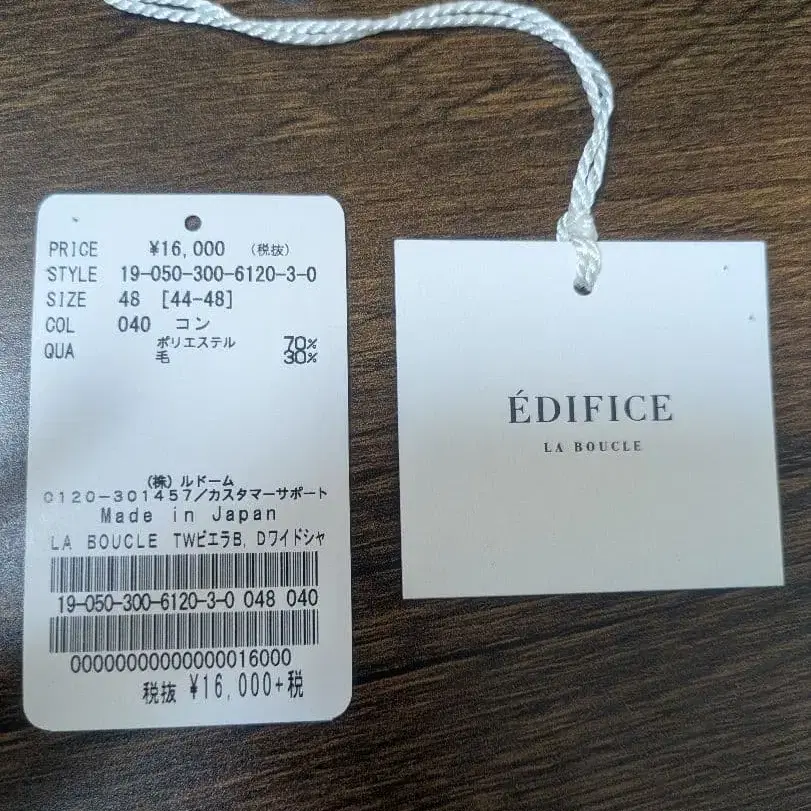 PRICE ¥16,000 (税抜)
STYLE 19-050-300-6120-3-0
SIZE 48 [44-48]
COL 040 コン
QUA ポリエステル 70%
毛 30%
(株)ルドーム
0120-301457/カスタマーサポート
Made in Japan
LA BOUCLE TWビエラB, Dワイドシャ
19-050-300-6120-3-0 048 040
00000000000000016000
税抜 ¥16,000+税
ÉDIFICE
LA BOUCLE